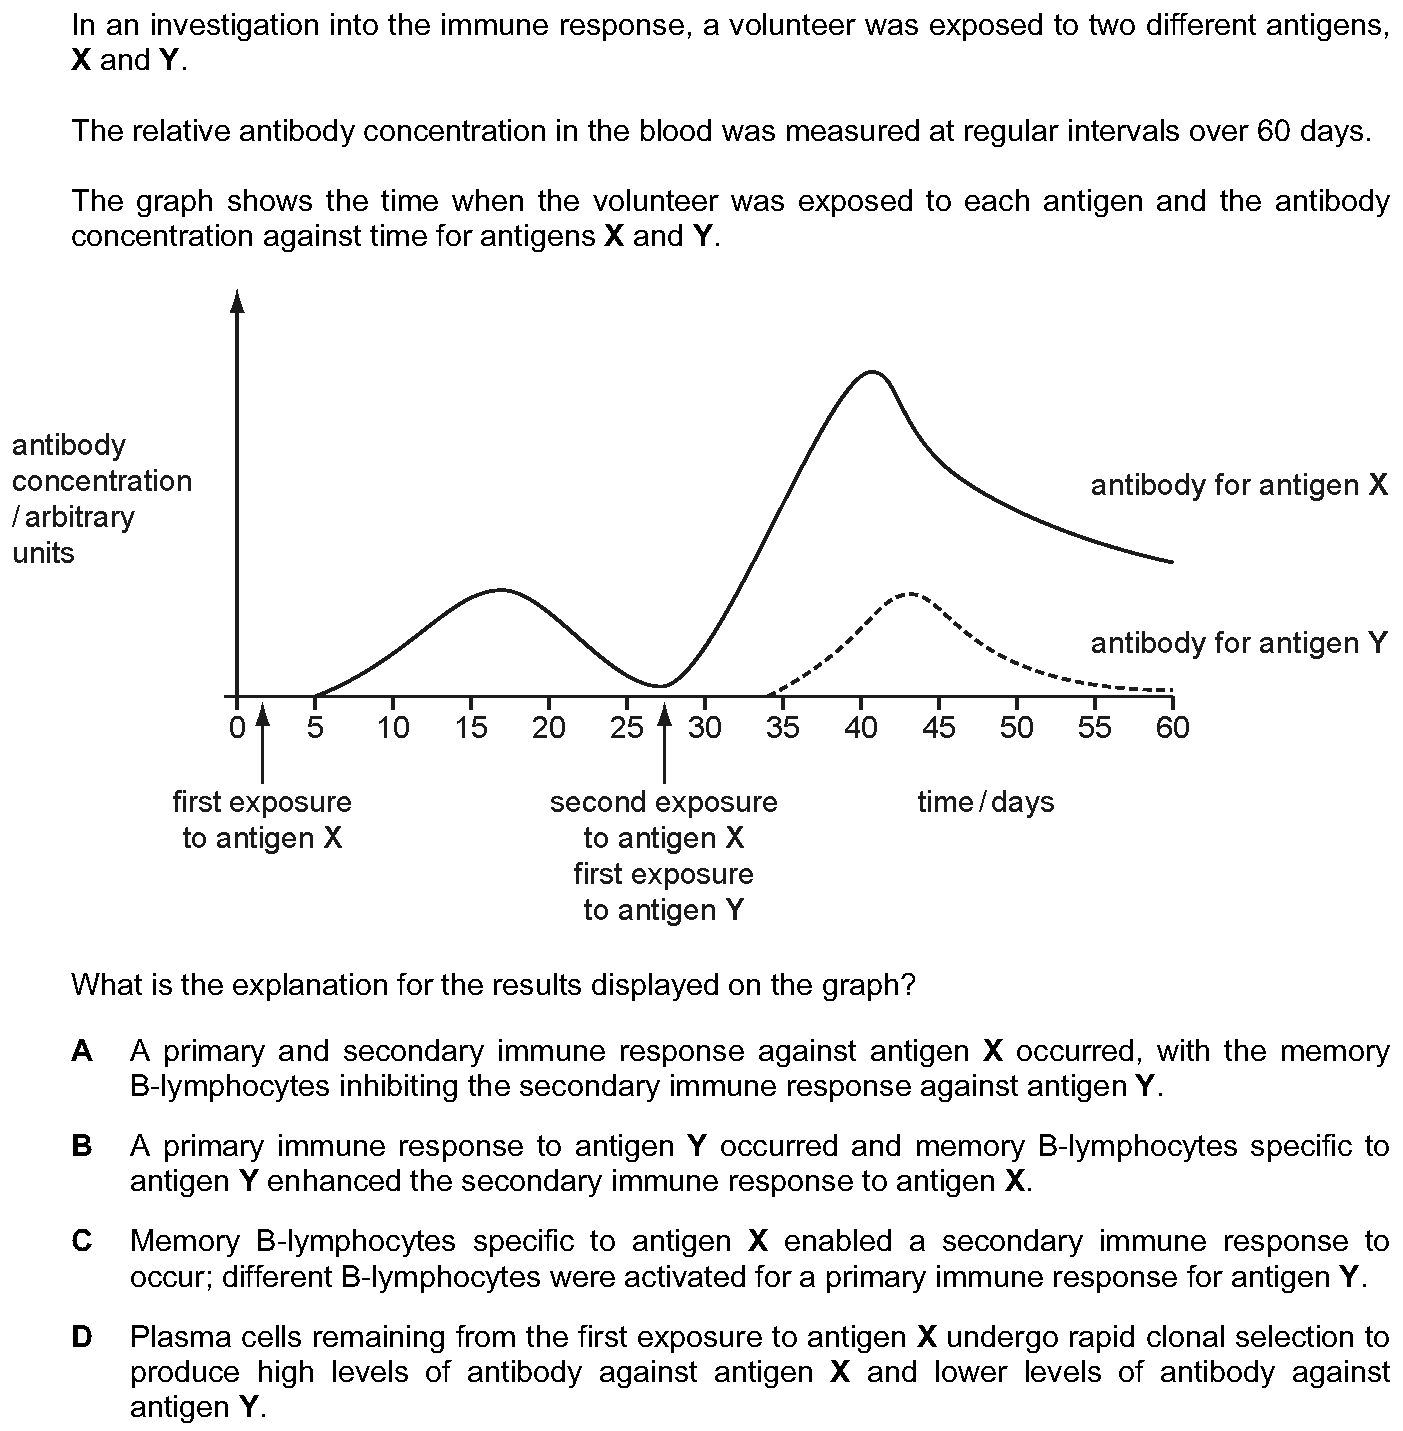 In an investigation into the immune response, a volunteer was exposed to two different antigens,
X and Y.
The relative antibody concentration in the blood was measured at regular intervals over 60 days.
The graph shows the time when the volunteer was exposed to each antigen and the antibody
concentration against time for antigens X and Y.
antibody
concentration
/ arbitrary
units
antibody for antigen X
antibody for antigen Y
0 5 10 15 20 25 30 35 40 45 50 55 60
first exposure
to antigen X
second exposure
to antigen X
first exposure
to antigen Y
time / days
What is the explanation for the results displayed on the graph?
A A primary and secondary immune response against antigen X occurred, with the memory
B-lymphocytes inhibiting the secondary immune response against antigen Y.
B A primary immune response to antigen Y occurred and memory B-lymphocytes specific to
antigen Y enhanced the secondary immune response to antigen X.
C Memory B-lymphocytes specific to antigen X enabled a secondary immune response to
occur; different B-lymphocytes were activated for a primary immune response for antigen Y.
D Plasma cells remaining from the first exposure to antigen X undergo rapid clonal selection to
produce high levels of antibody against antigen X and lower levels of antibody against
antigen Y.